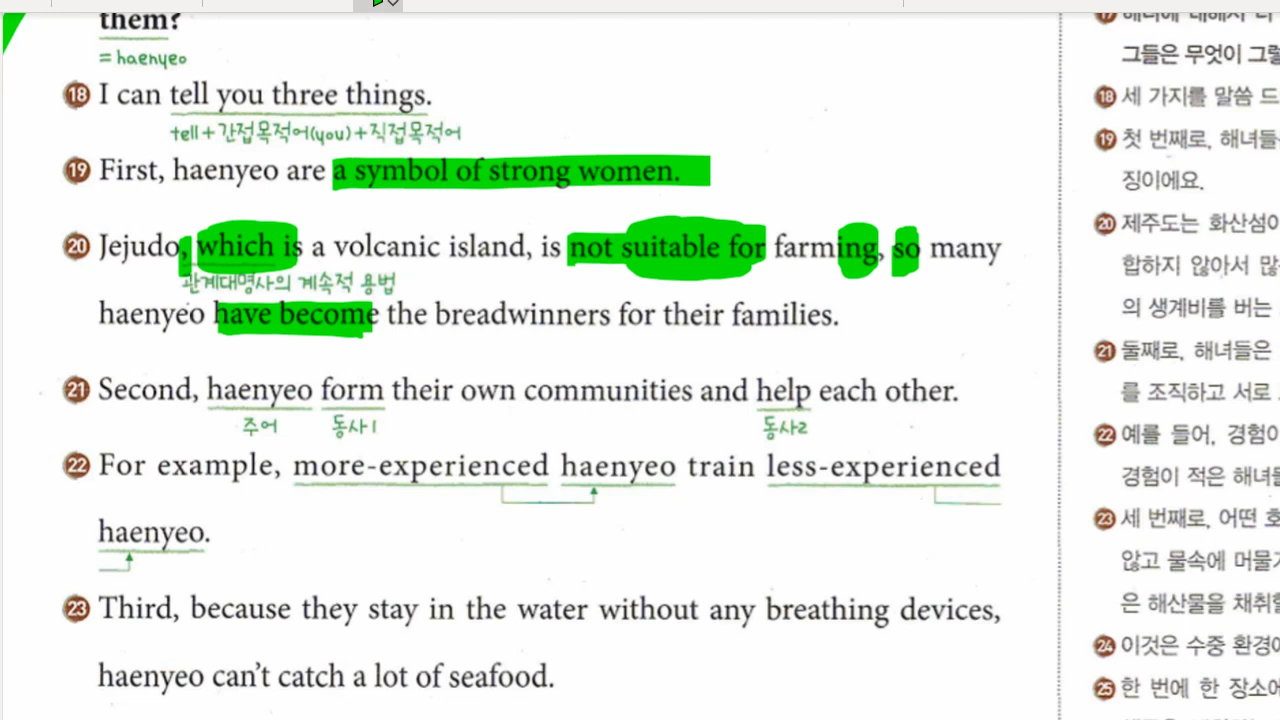 them?
= haenyeo
⑱ I can tell you three things.
tell + 간접목적어(you) + 직접목적어
⑲ First, haenyeo are a symbol of strong women.
⑳ Jejudo, which is a volcanic island, is not suitable for farming, so many
관계대명사의 계속적 용법
haenyeo have become the breadwinners for their families.
㉑ Second, haenyeo form their own communities and help each other.
주어 동사1 동사2
㉒ For example, more-experienced haenyeo train less-experienced
haenyeo.
㉓ Third, because they stay in the water without any breathing devices,
haenyeo can't catch a lot of seafood.
⑰ 해녀에 대해서 더
그들은 무엇이 그렇
⑱ 세 가지를 말씀 드
⑲ 첫 번째로, 해녀들
징이에요.
⑳ 제주도는 화산섬이
합하지 않아서 많
의 생계비를 버는
㉑ 둘째로, 해녀들은
를 조직하고 서로
㉒ 예를 들어, 경험이
경험이 적은 해녀들
㉓ 세 번째로, 어떤 호
않고 물속에 머물기
은 해산물을 채취할
㉔ 이것은 수중 환경에
㉕ 한 번에 한 장소에